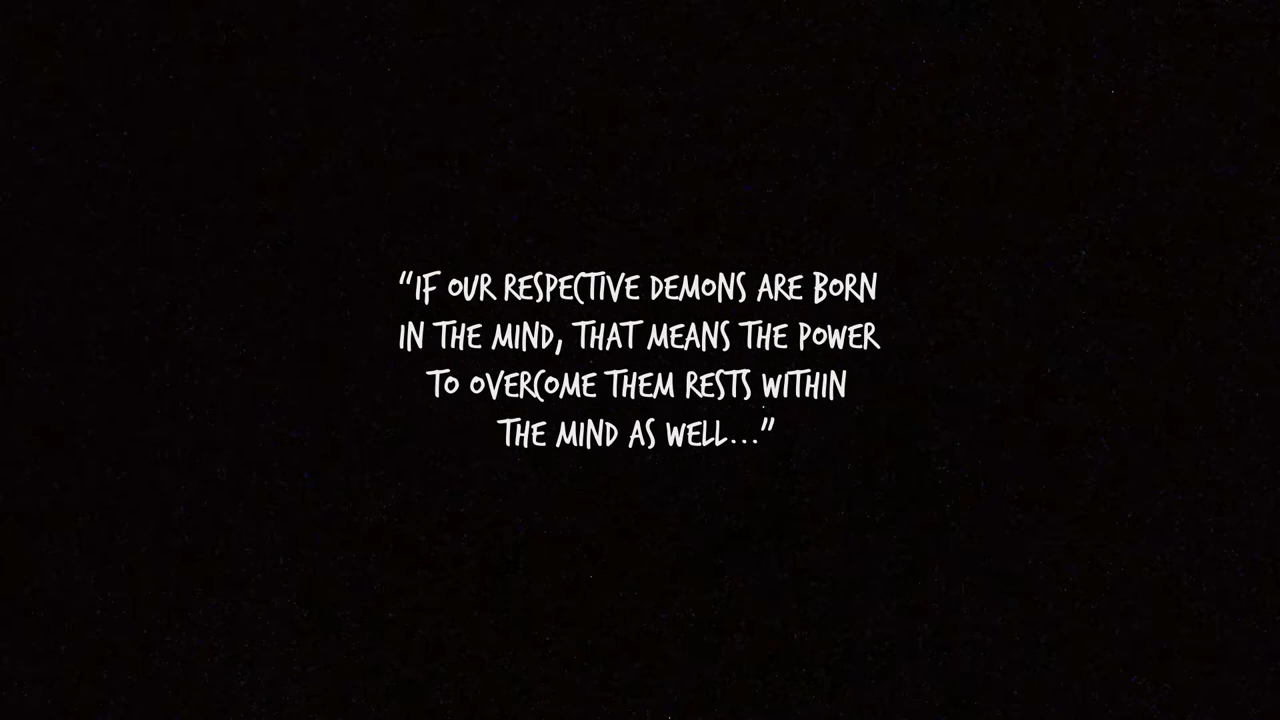 “IF OUR RESPECTIVE DEMONS ARE BORN
IN THE MIND, THAT MEANS THE POWER
TO OVERCOME THEM RESTS WITHIN
THE MIND AS WELL...”